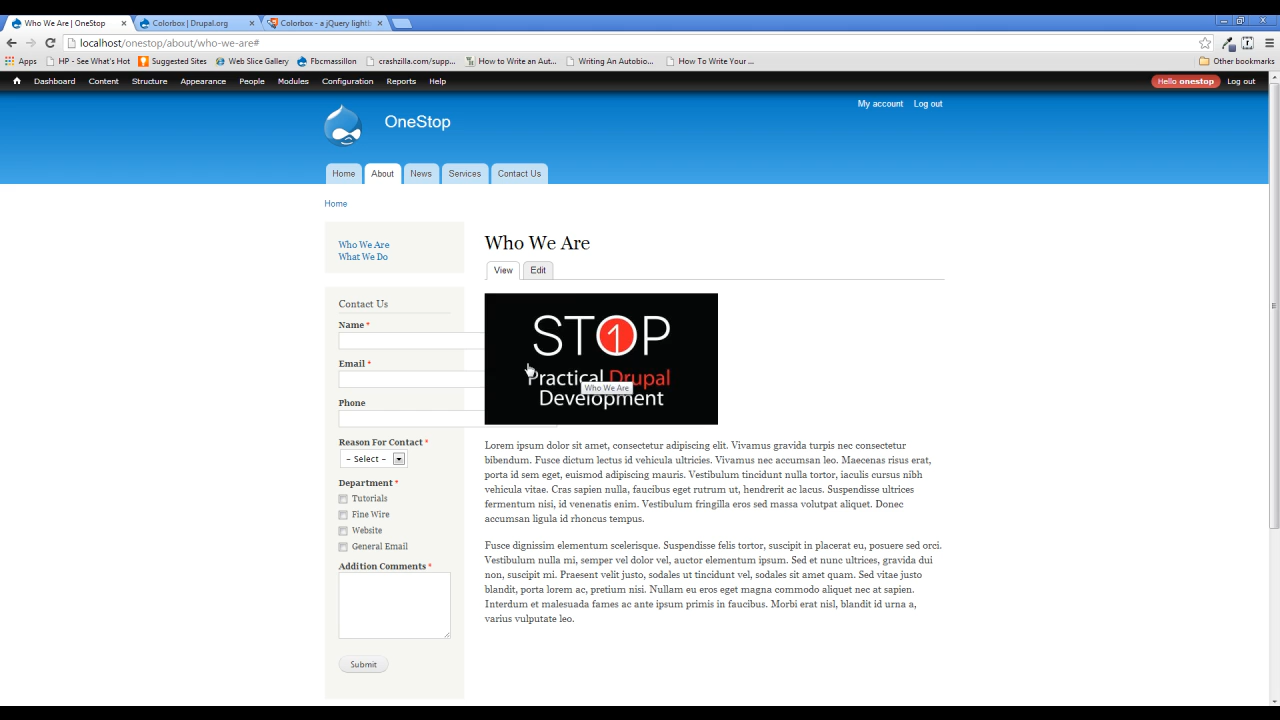 Who We Are | OneStop
Colorbox | Drupal.org
Colorbox - a jQuery lightb
localhost/onestop/about/who-we-are#
Apps
HP - See What's Hot
Suggested Sites
Web Slice Gallery
Fbcmassillon
crashzilla.com/supp...
How to Write an Aut...
Writing An Autobio...
How To Write Your ...
Other bookmarks
Dashboard
Content
Structure
Appearance
People
Modules
Configuration
Reports
Help
Hello onestop
Log out
My account
Log out
OneStop
Home
About
News
Services
Contact Us
Home
Who We Are
What We Do
Contact Us
Name *
Email *
Phone
Reason For Contact *
- Select -
Department *
Tutorials
Fine Wire
Website
General Email
Addition Comments *
Submit
Who We Are
View
Edit
ST1P
Practical Drupal
Development
Who We Are
Lorem ipsum dolor sit amet, consectetur adipiscing elit. Vivamus gravida turpis nec consectetur
bibendum. Fusce dictum lectus id vehicula ultricies. Vivamus nec accumsan leo. Maecenas risus erat,
porta id sem eget, euismod adipiscing mauris. Vestibulum tincidunt nulla tortor, iaculis cursus nibh
vehicula vitae. Cras sapien nulla, faucibus eget rutrum ut, hendrerit ac lacus. Suspendisse ultrices
fermentum nisi, id venenatis enim. Vestibulum fringilla eros sed massa volutpat aliquet. Donec
accumsan ligula id rhoncus tempus.
Fusce dignissim elementum scelerisque. Suspendisse felis tortor, suscipit in placerat eu, posuere sed orci.
Vestibulum nulla mi, semper vel dolor vel, auctor elementum ipsum. Sed et nunc ultrices, gravida dui
non, suscipit mi. Praesent velit justo, sodales ut tincidunt vel, sodales sit amet quam. Sed vitae justo
blandit, porta lorem ac, pretium nisi. Nullam eu eros eget magna commodo aliquet nec at sapien.
Interdum et malesuada fames ac ante ipsum primis in faucibus. Morbi erat nisl, blandit id urna a,
varius vulputate leo.